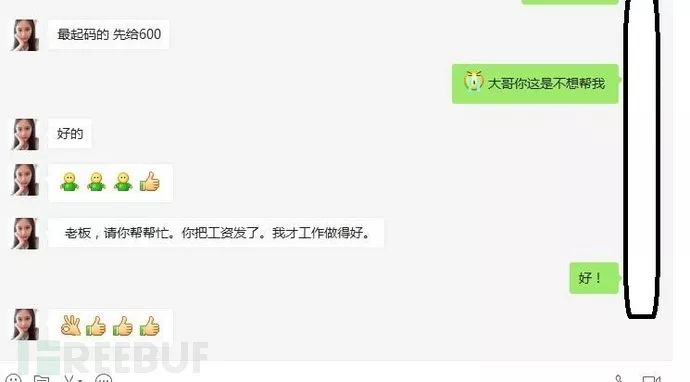 最起码的 先给600
大哥你这是不想帮我
好的
老板，请你帮帮忙。你把工资发了。我才工作做得好。
好！
REEBUF